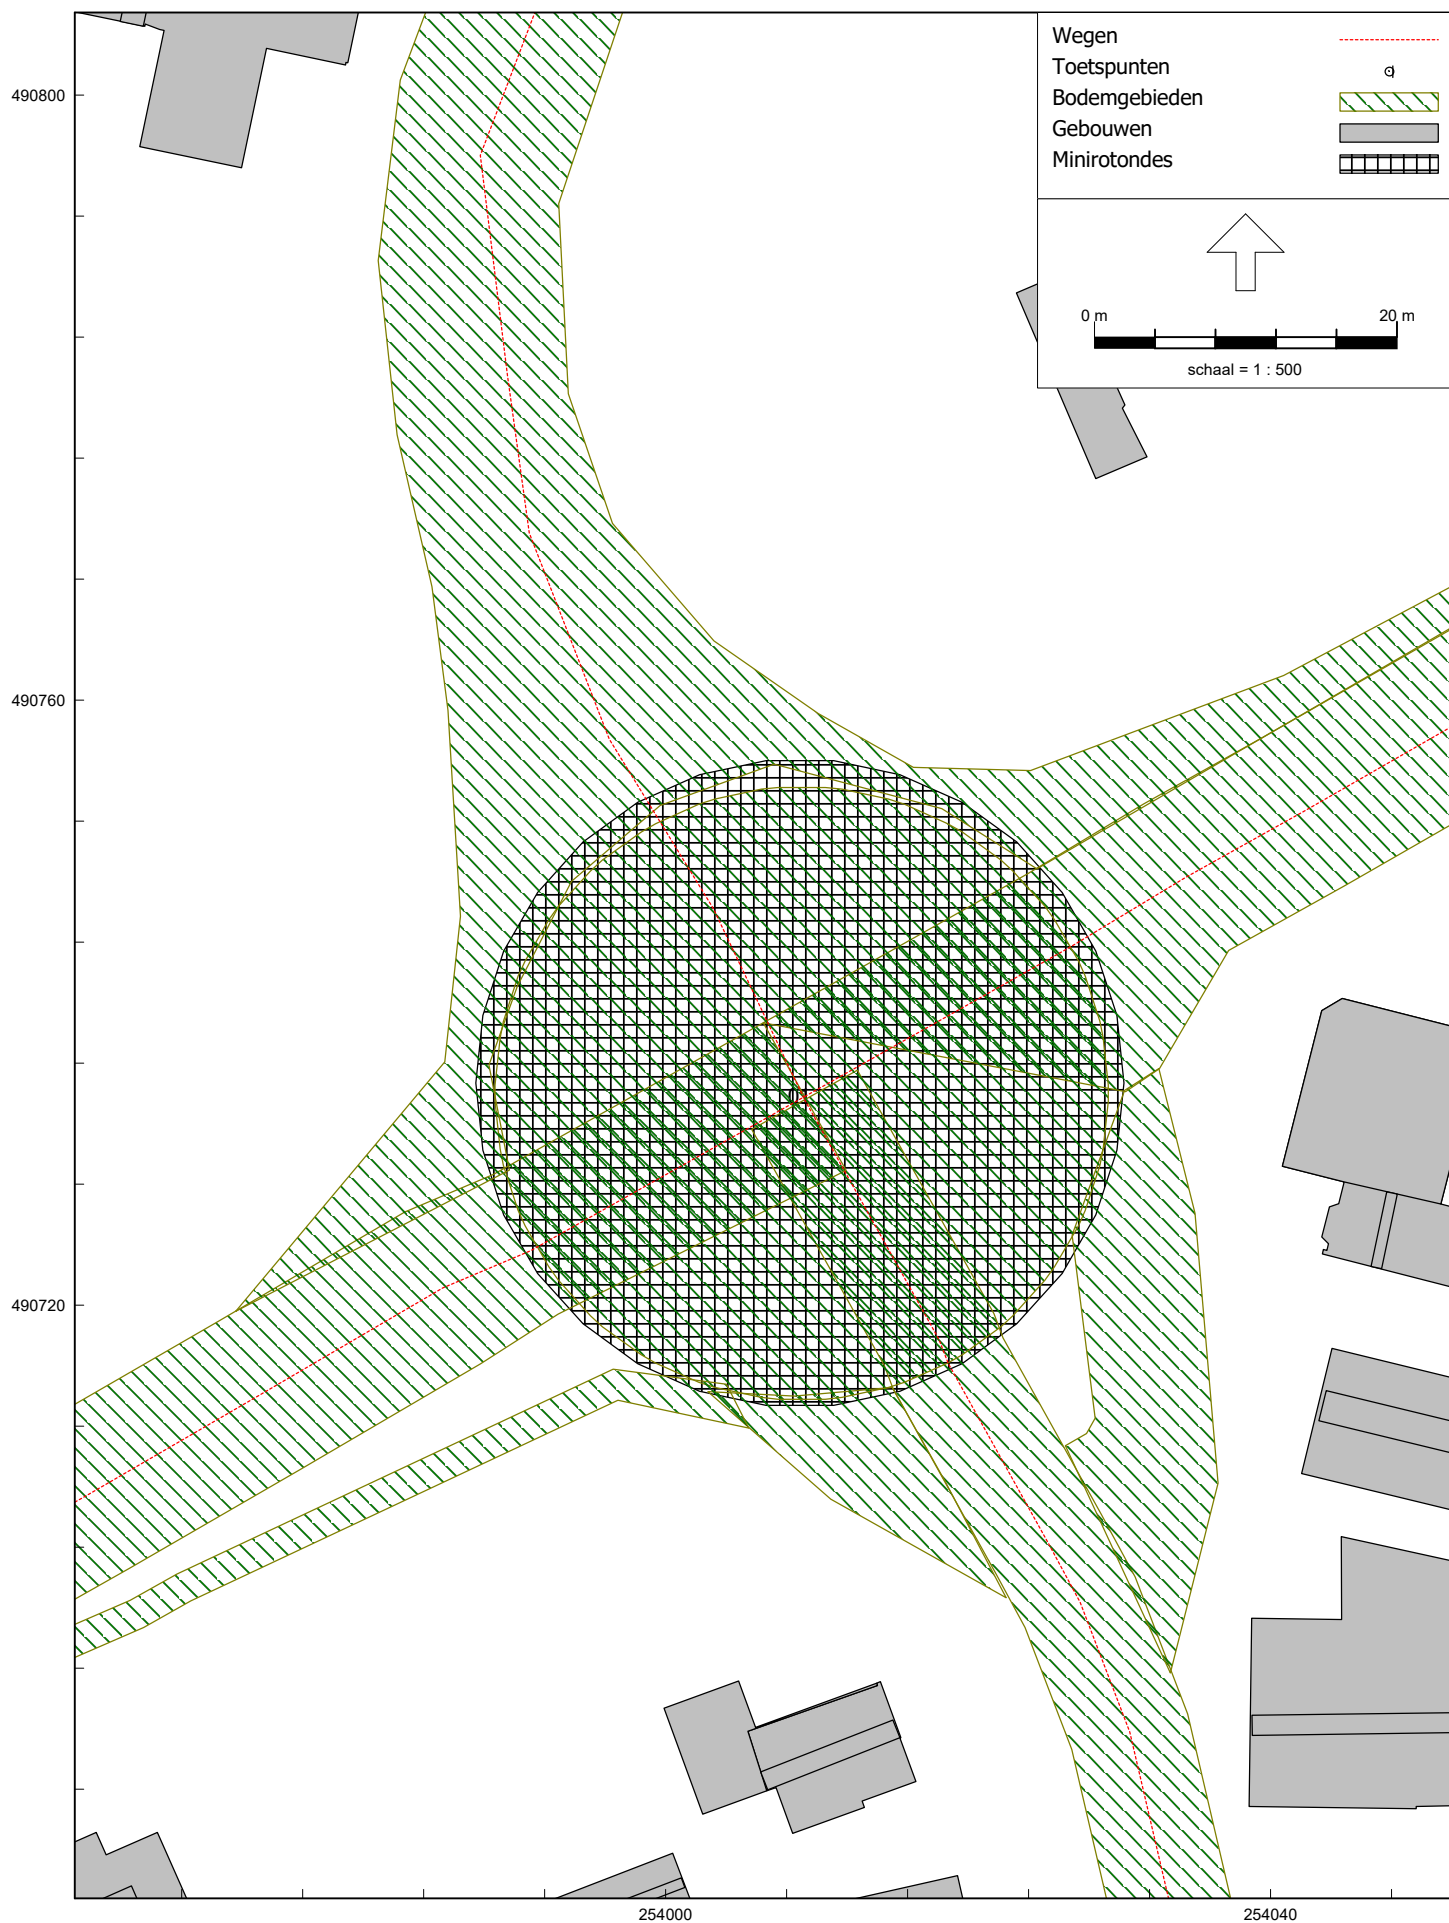 Wegen
Toetspunten
Bodemgebieden
Gebouwen
Minirotondes
0 m 20 m
schaal = 1 : 500
490800
490760
490720
254000 254040